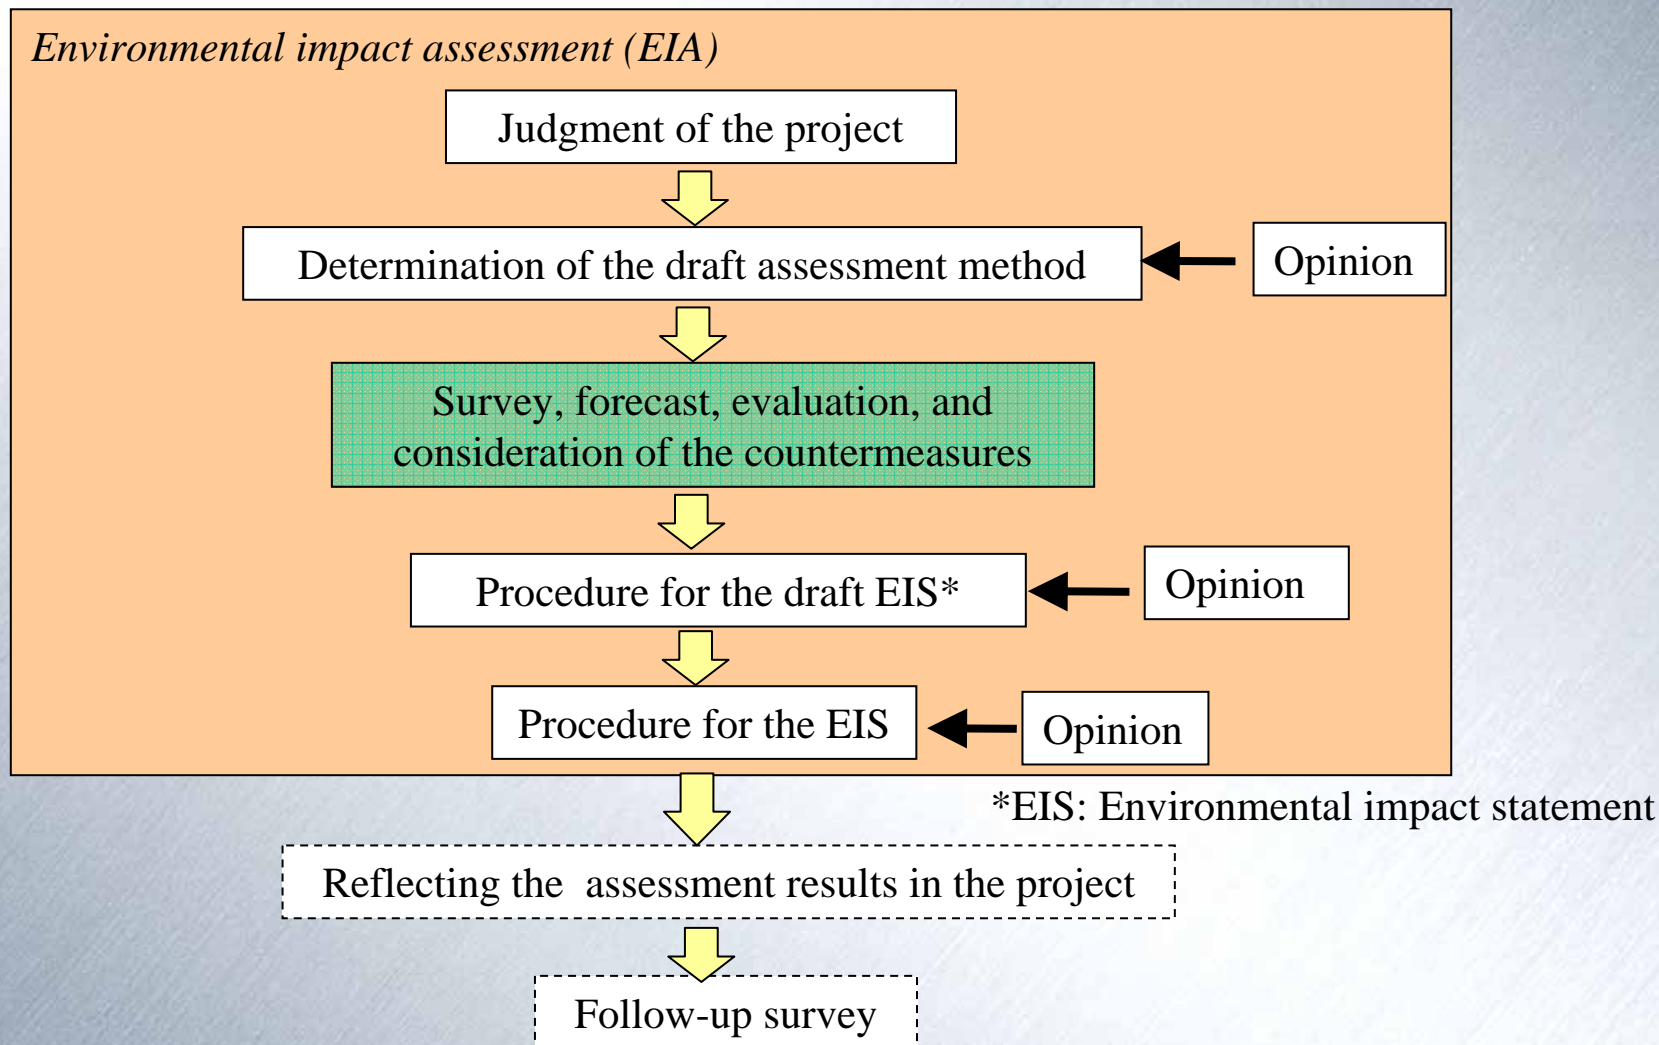 Environmental impact assessment (EIA)
Judgment of the project
Determination of the draft assessment method
Opinion
Survey, forecast, evaluation, and
consideration of the countermeasures
Procedure for the draft EIS*
Opinion
Procedure for the EIS
Opinion
*EIS: Environmental impact statement
Reflecting the  assessment results in the project
Follow-up survey